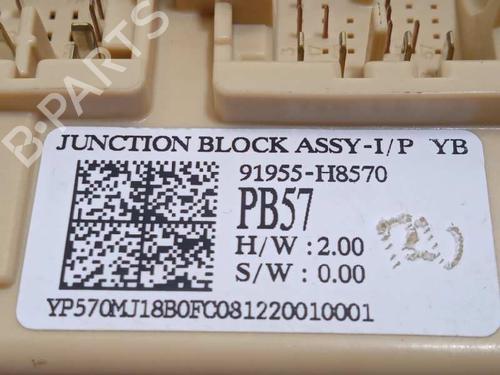 B-PARTS
JUNCTION BLOCK ASSY-I/P YB
91955-H8570
PB57
H/W : 2.00
S/W : 0.00
YP570MJ18B0FC081220010001